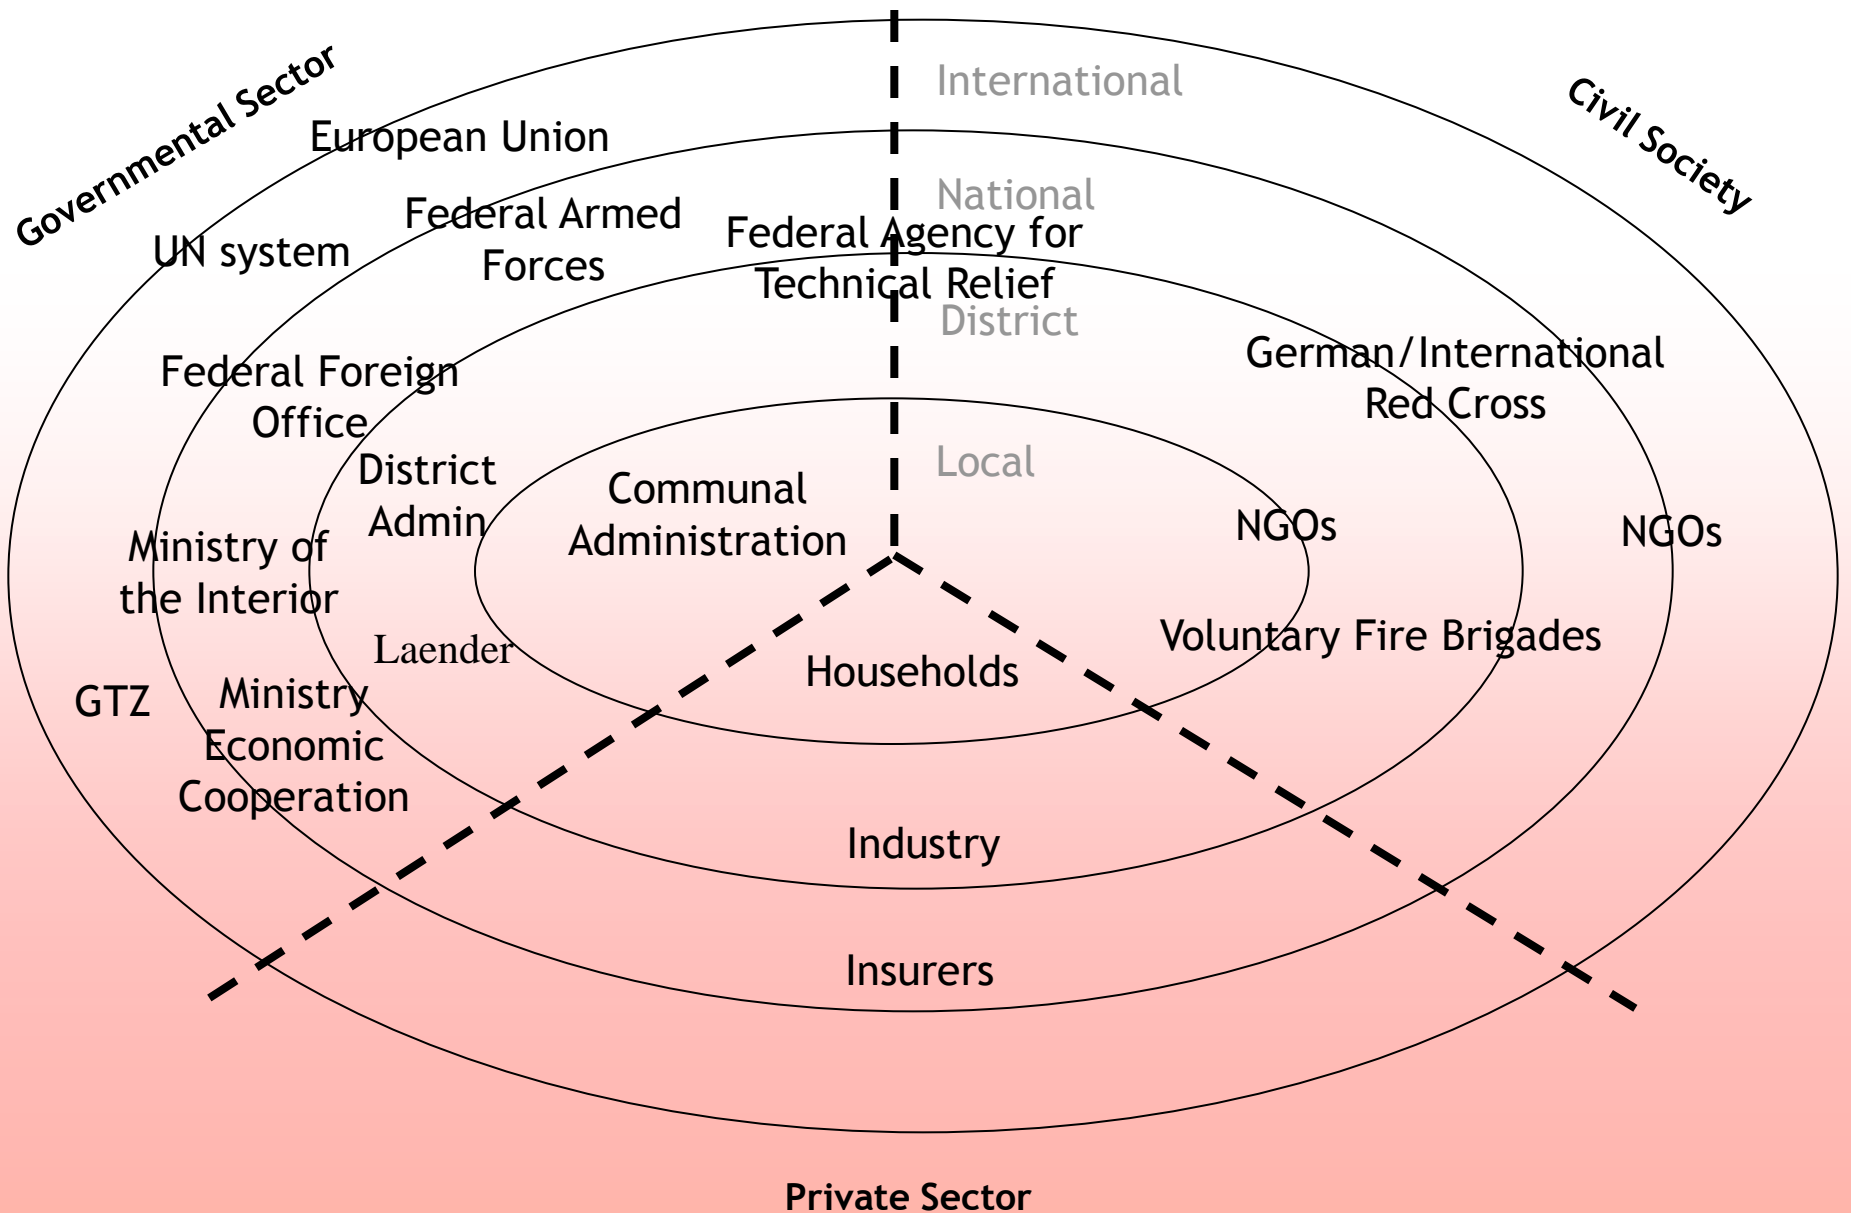 International
Governmental Sector
Civil Society
European Union
National
Federal Armed
Forces
Federal Agency for
Technical Relief
UN system
District
German/International
Red Cross
Federal Foreign
Office
District
Admin
Local
Communal
Administration
NGOs
NGOs
Ministry of
the Interior
Laender
Voluntary Fire Brigades
Households
GTZ
Ministry
Economic
Cooperation
Industry
Insurers
Private Sector